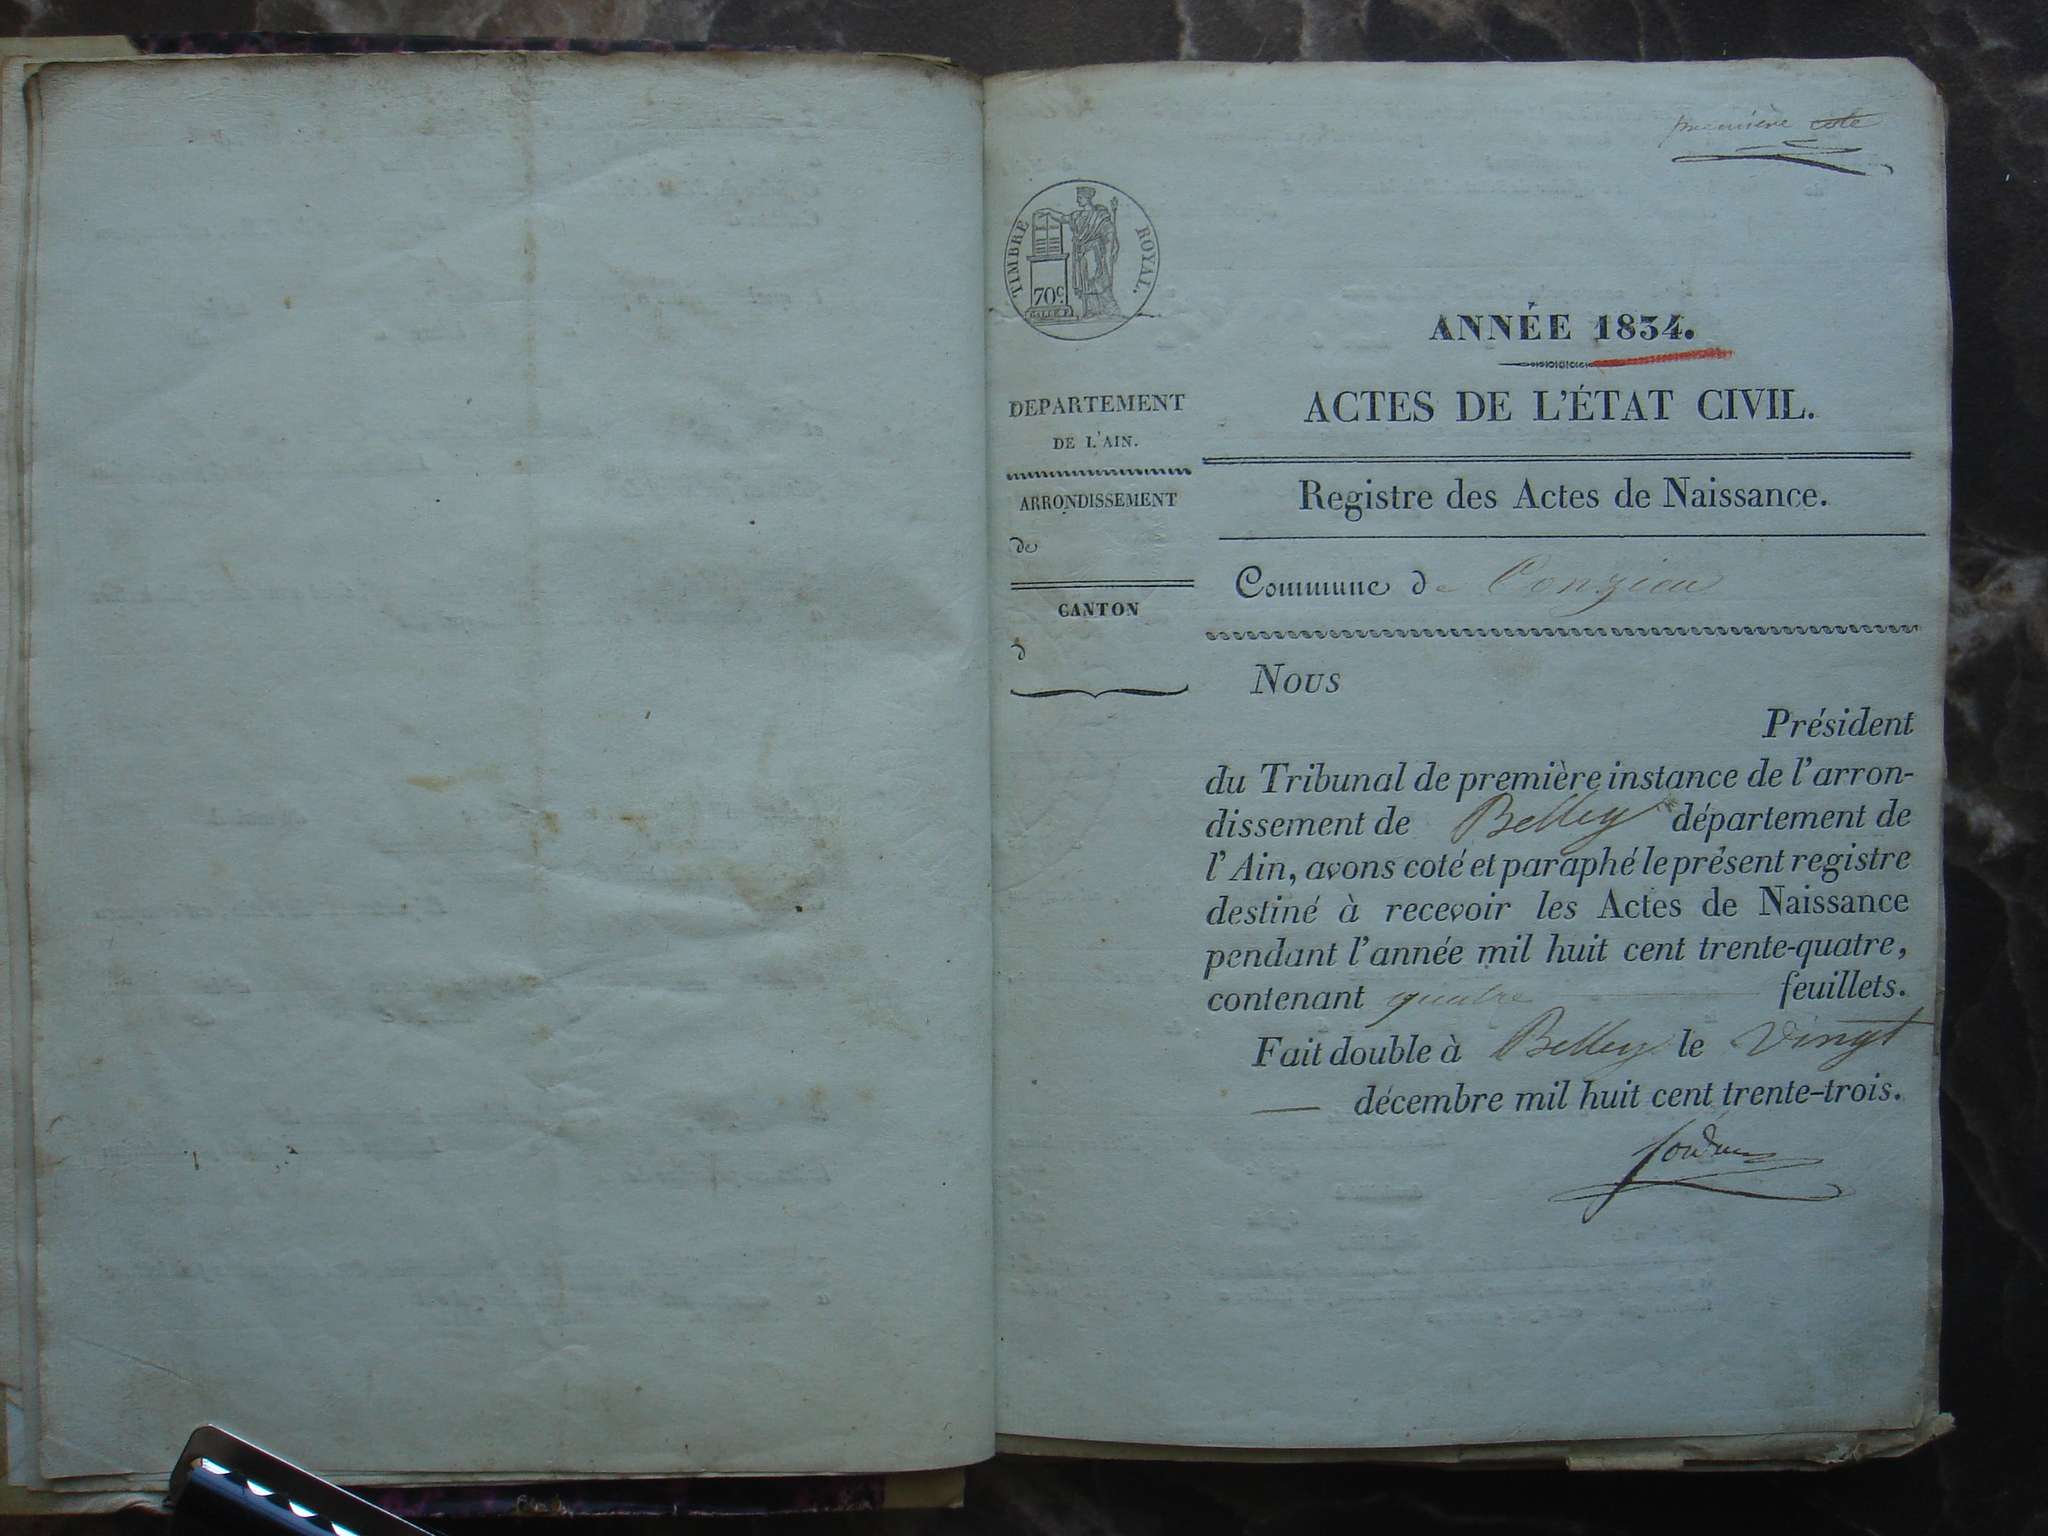 première cote
TIMBRE ROYAL.
70c.
ANNÉE 1834.
ACTES DE L'ÉTAT CIVIL.
DEPARTEMENT
DE L'AIN.
ARRONDISSEMENT
de
CANTON
d
Registre des Actes de Naissance.
Commune de Conzieu
Nous
Président
du Tribunal de première instance de l'arron-
dissement de Belley département de
l'Ain, avons coté et paraphé le présent registre
destiné à recevoir les Actes de Naissance
pendant l'année mil huit cent trente-quatre,
contenant quatre feuillets.
Fait double à Belley le Vingt
décembre mil huit cent trente-trois.